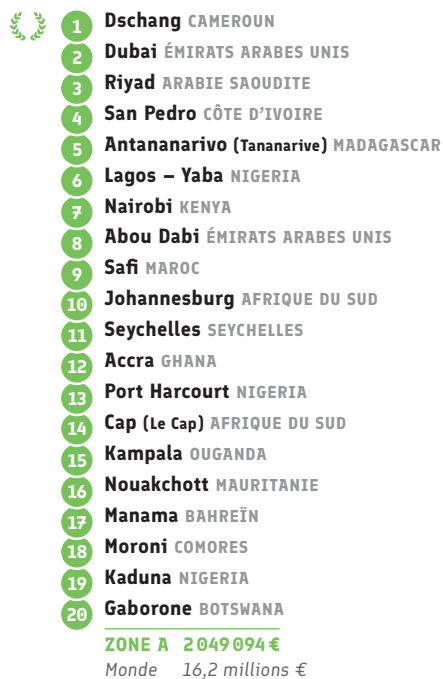 1 Dschang CAMEROUN
2 Dubai ÉMIRATS ARABES UNIS
3 Riyad ARABIE SAOUDITE
4 San Pedro CÔTE D’IVOIRE
5 Antananarivo (Tananarive) MADAGASCAR
6 Lagos – Yaba NIGERIA
7 Nairobi KENYA
8 Abou Dabi ÉMIRATS ARABES UNIS
9 Safi MAROC
10 Johannesburg AFRIQUE DU SUD
11 Seychelles SEYCHELLES
12 Accra GHANA
13 Port Harcourt NIGERIA
14 Cap (Le Cap) AFRIQUE DU SUD
15 Kampala OUGANDA
16 Nouakchott MAURITANIE
17 Manama BAHREÏN
18 Moroni COMORES
19 Kaduna NIGERIA
20 Gaborone BOTSWANA
ZONE A 2 049 094 €
Monde 16,2 millions €